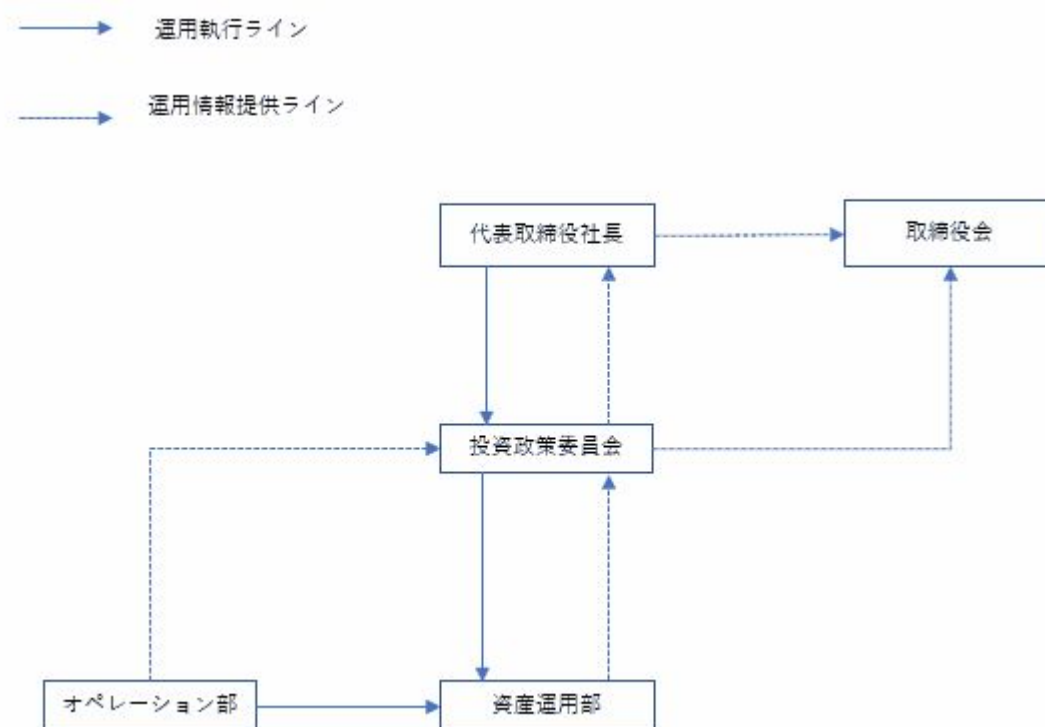 運用執行ライン
運用情報提供ライン
代表取締役社長
取締役会
投資政策委員会
オペレーション部
資産運用部